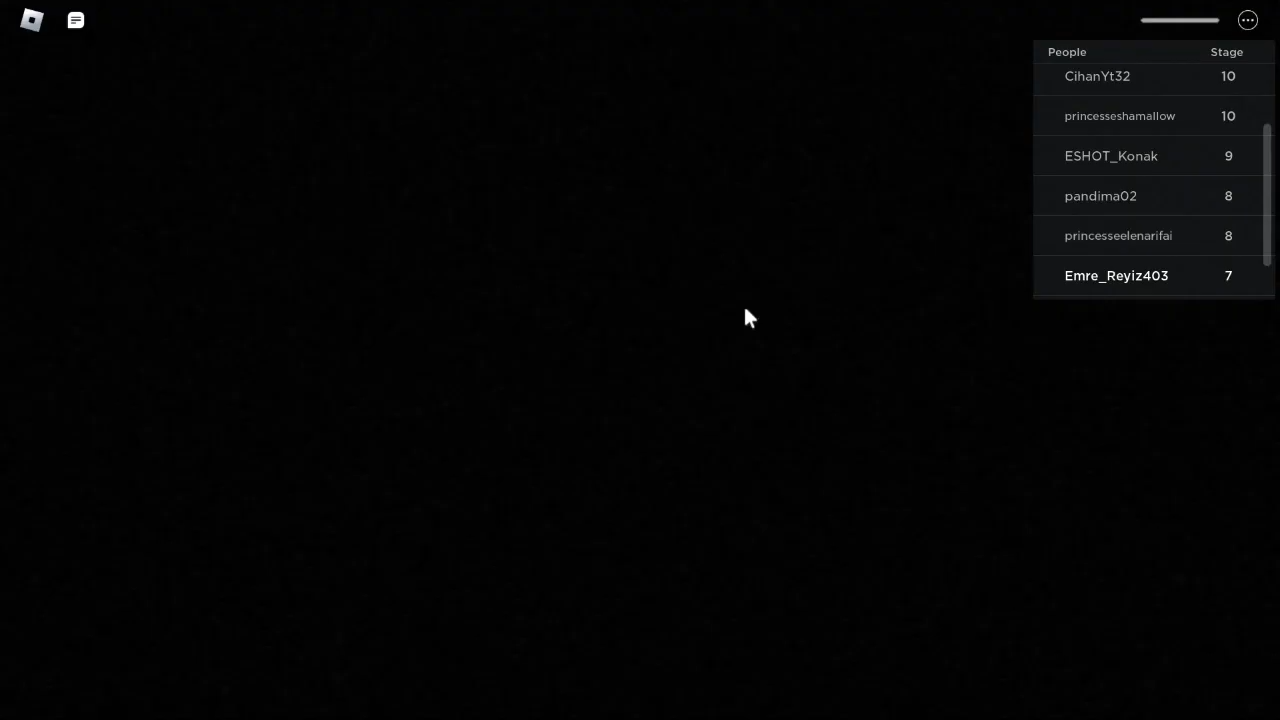 People Stage
CihanYt32 10
princesseshamallow 10
ESHOT_Konak 9
pandima02 8
princesseelenarifai 8
Emre_Reyiz403 7